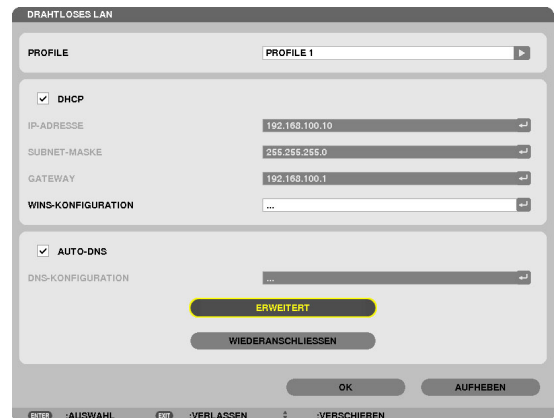 DRAHTLOSES LAN
PROFILE PROFILE 1
DHCP
IP-ADRESSE 192.168.100.10
SUBNET-MASKE 255.255.255.0
GATEWAY 192.168.100.1
WINS-KONFIGURATION ...
AUTO-DNS
DNS-KONFIGURATION ...
ERWEITERT
WIEDERANSCHLIESSEN
OK AUFHEBEN
ENTER :AUSWAHL EXIT :VERLASSEN :VERSCHIEREN